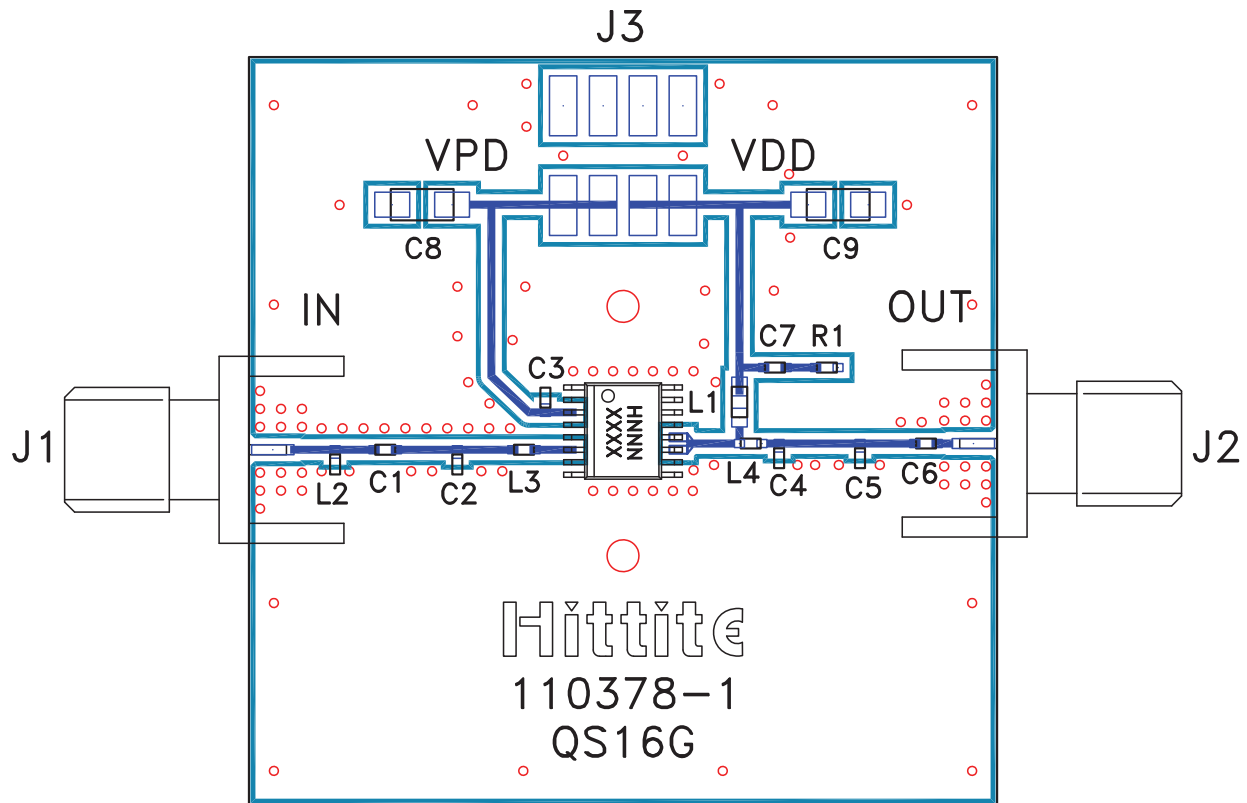 J3
VPD
VDD
C8
C9
IN
OUT
C7 R1
C3
L1
XXXX
HNNN
J1
J2
L2
C1
C2
L3
L4
C4
C5
C6
Hittite
110378-1
QS16G